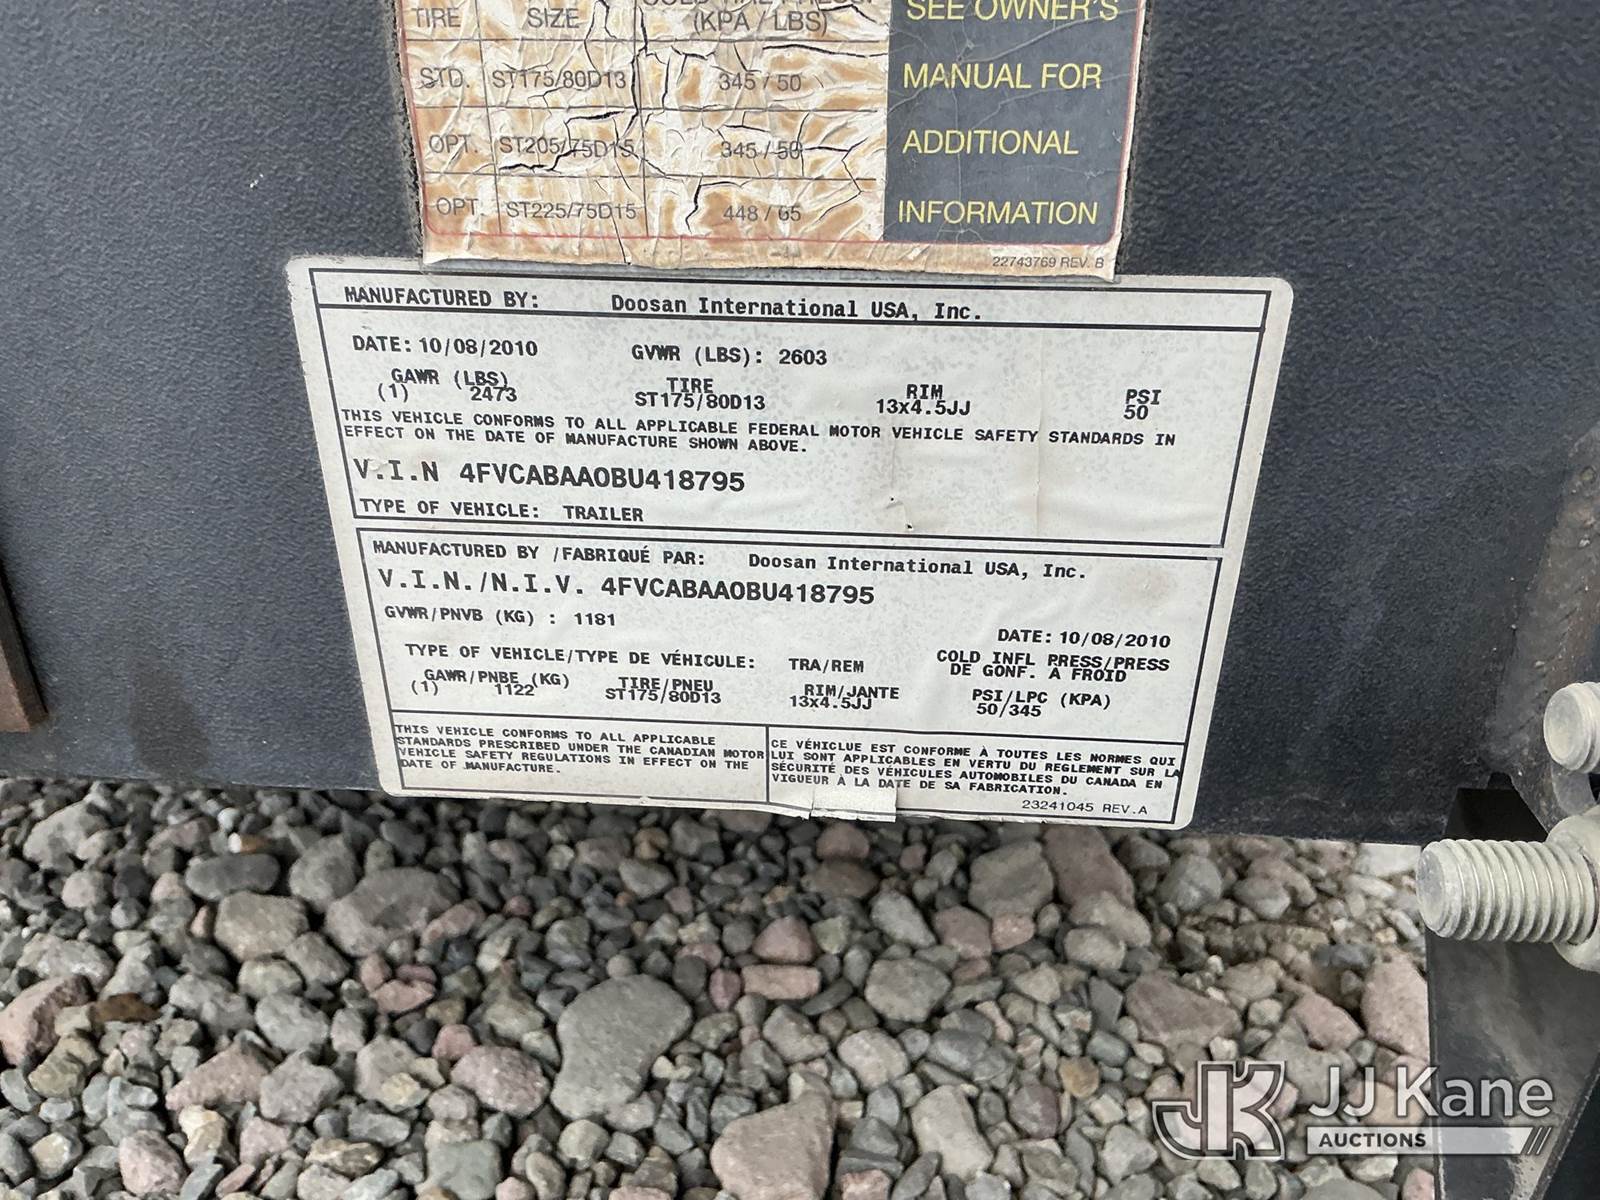 TIRE SIZE (KPA / LBS) SEE OWNER'S
STD. ST175/80D13 345 / 50 MANUAL FOR
OPT. ST205/75D15 345 / 50 ADDITIONAL
OPT. ST225/75D15 448 / 65 INFORMATION
22743769 REV. B
MANUFACTURED BY: Doosan International USA, Inc.
DATE: 10/08/2010 GVWR (LBS): 2603
GAWR (LBS) TIRE RIM PSI
(1) 2473 ST175/80D13 13x4.5JJ 50
THIS VEHICLE CONFORMS TO ALL APPLICABLE FEDERAL MOTOR VEHICLE SAFETY STANDARDS IN
EFFECT ON THE DATE OF MANUFACTURE SHOWN ABOVE.
V.I.N 4FVCABAA0BU418795
TYPE OF VEHICLE: TRAILER
MANUFACTURED BY /FABRIQUÉ PAR: Doosan International USA, Inc.
V.I.N./N.I.V. 4FVCABAA0BU418795
GVWR/PNVB (KG) : 1181
DATE: 10/08/2010
TYPE OF VEHICLE/TYPE DE VÉHICULE: TRA/REM
COLD INFL PRESS/PRESS
DE GONF. A FROID
GAWR/PNBE (KG) TIRE/PNEU RIM/JANTE PSI/LPC (KPA)
(1) 1122 ST175/80D13 13x4.5JJ 50/345
THIS VEHICLE CONFORMS TO ALL APPLICABLE
STANDARDS PRESCRIBED UNDER THE CANADIAN MOTOR
VEHICLE SAFETY REGULATIONS IN EFFECT ON THE
DATE OF MANUFACTURE.
CE VÉHICLUE EST CONFORME À TOUTES LES NORMES QUI
LUI SONT APPLICABLES EN VERTU DU REGLEMENT SUR LA
SÉCURITÉ DES VÉHICULES AUTOMOBILES DU CANADA EN
VIGUEUR À LA DATE DE SA FABRICATION.
23241045 REV.A
JK JJ Kane
AUCTIONS